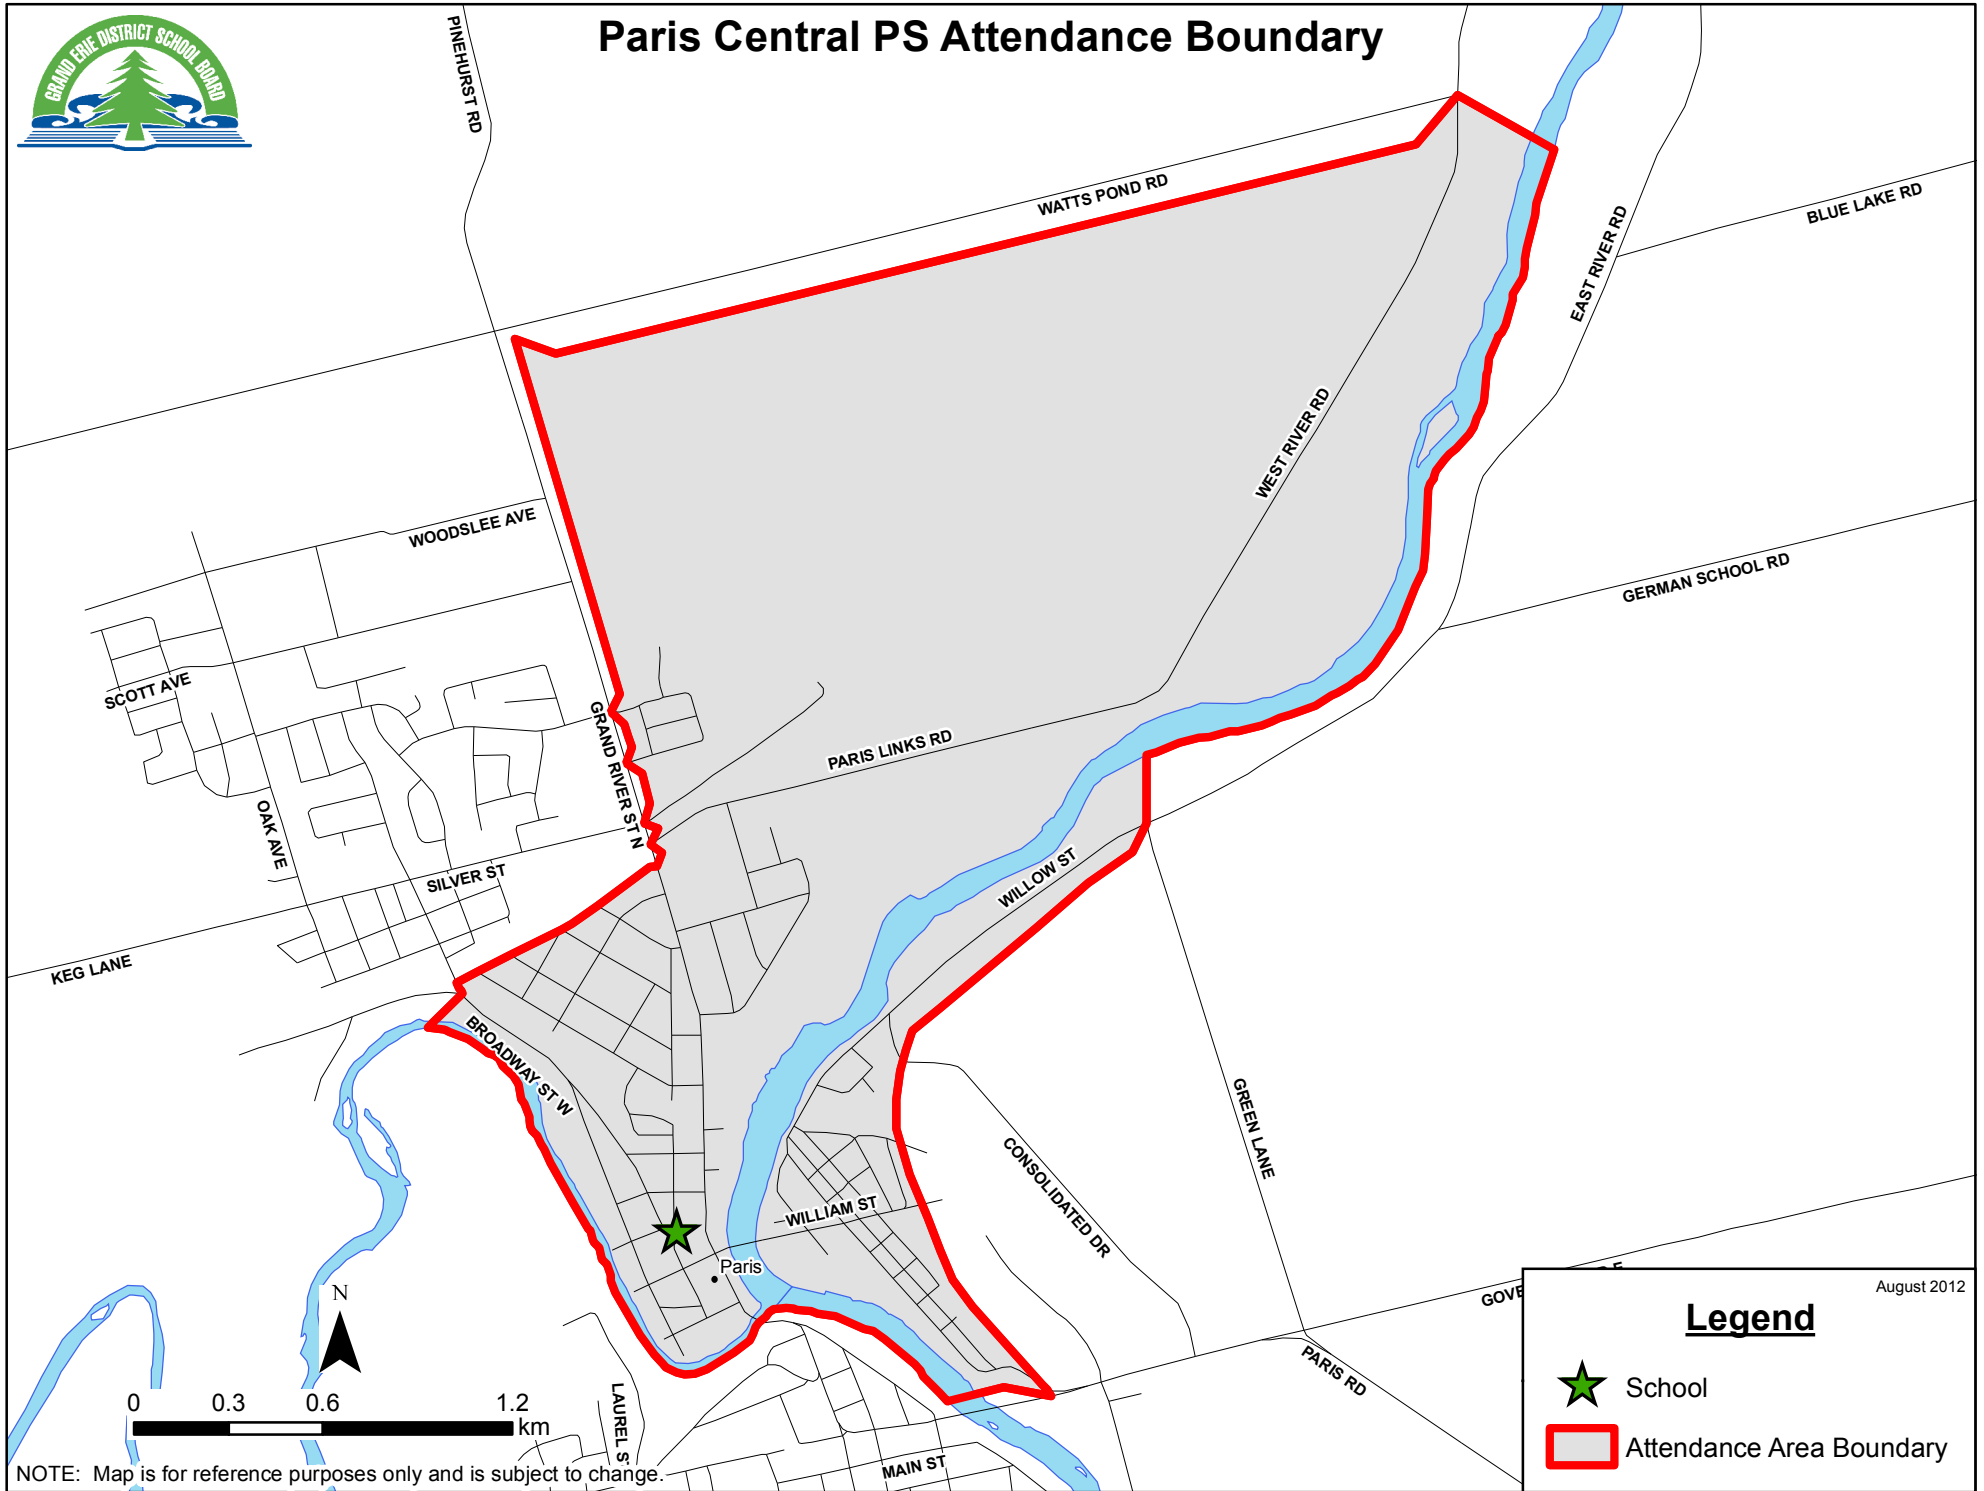 Paris Central PS Attendance Boundary
GRAND ERIE DISTRICT SCHOOL BOARD
PINEHURST RD
WATTS POND RD
BLUE LAKE RD
EAST RIVER RD
WEST RIVER RD
WOODSLEE AVE
GERMAN SCHOOL RD
SCOTT AVE
GRAND RIVER ST N
PARIS LINKS RD
OAK AVE
SILVER ST
WILLOW ST
KEG LANE
BROADWAY ST W
GREEN LANE
CONSOLIDATED DR
WILLIAM ST
Paris
N
PARIS RD
LAUREL ST
MAIN ST
0 0.3 0.6 1.2
km
NOTE: Map is for reference purposes only and is subject to change.
August 2012
Legend
School
Attendance Area Boundary